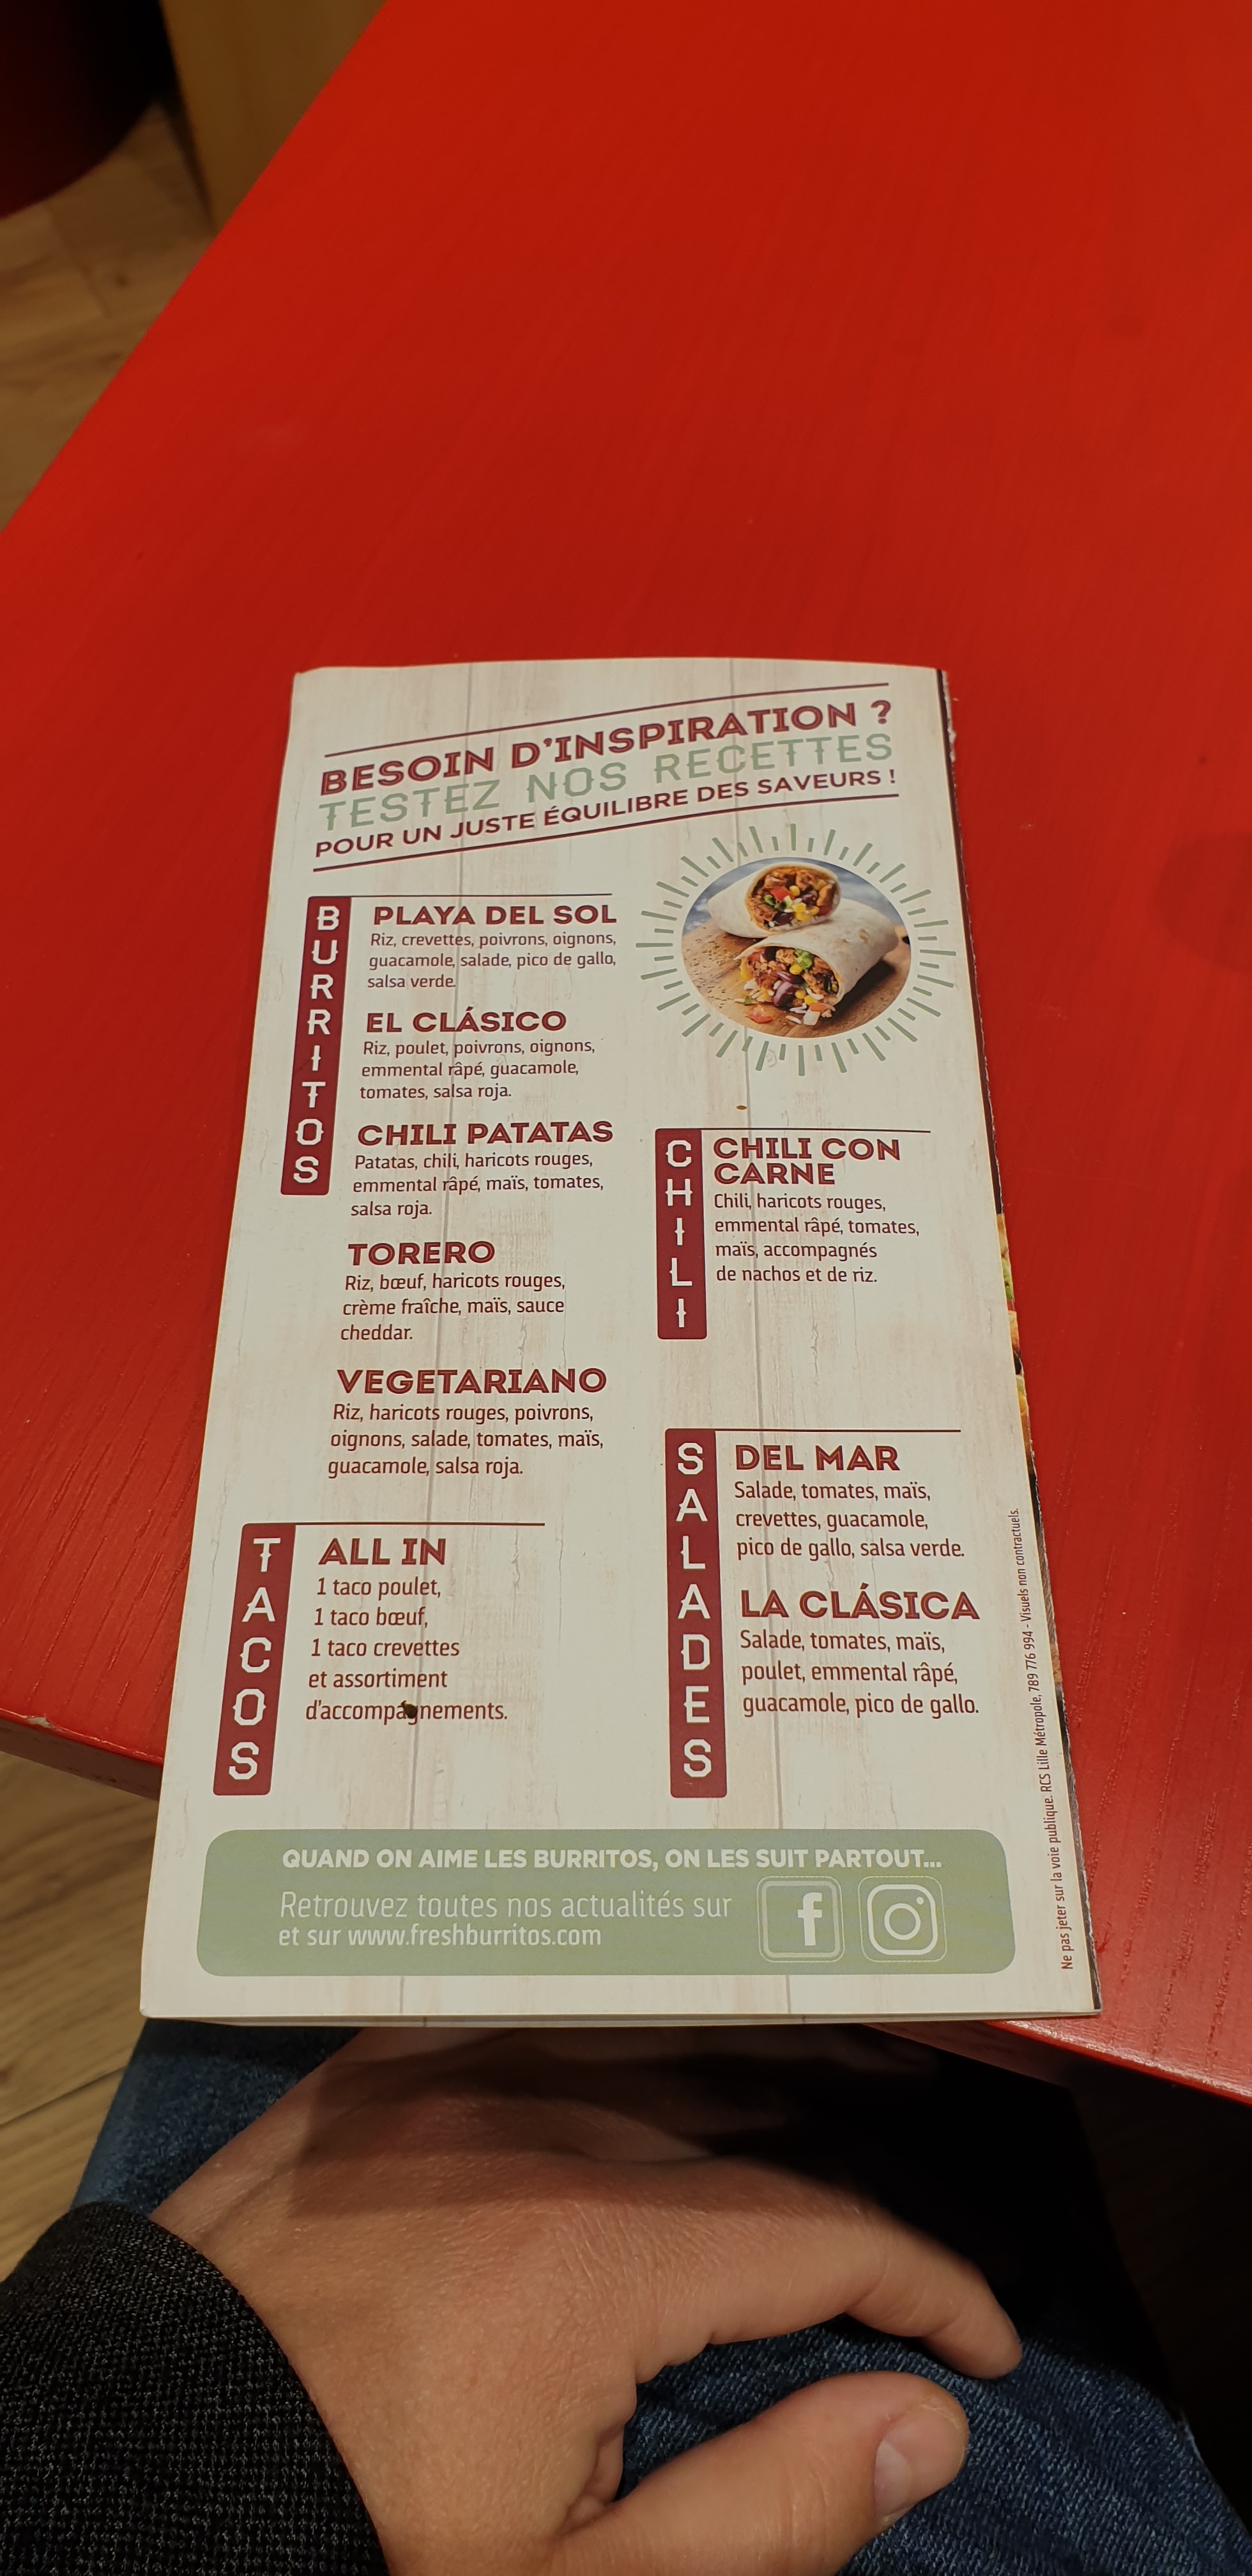 BESOIN D'INSPIRATION ?
TESTEZ NOS RECETTES
POUR UN JUSTE ÉQUILIBRE DES SAVEURS !
BURRITOS
PLAYA DEL SOL
Riz, crevettes, poivrons, oignons,
guacamole, salade, pico de gallo,
salsa verde.
EL CLÁSICO
Riz, poulet, poivrons, oignons,
emmental râpé, guacamole,
tomates, salsa roja.
CHILI PATATAS
Patatas, chili, haricots rouges,
emmental râpé, maïs, tomates,
salsa roja.
TORERO
Riz, bœuf, haricots rouges,
crème fraîche, maïs, sauce
cheddar.
VEGETARIANO
Riz, haricots rouges, poivrons,
oignons, salade, tomates, maïs,
guacamole, salsa roja.
TACOS
ALL IN
1 taco poulet,
1 taco bœuf,
1 taco crevettes
et assortiment
d'accompagnements.
CHILI
CHILI CON
CARNE
Chili, haricots rouges,
emmental râpé, tomates,
maïs, accompagnés
de nachos et de riz.
SALADES
DEL MAR
Salade, tomates, maïs,
crevettes, guacamole,
pico de gallo, salsa verde.
LA CLÁSICA
Salade, tomates, maïs,
poulet, emmental râpé,
guacamole, pico de gallo.
QUAND ON AIME LES BURRITOS, ON LES SUIT PARTOUT...
Retrouvez toutes nos actualités sur
et sur www.freshburritos.com
Ne pas jeter sur la voie publique. RCS Lille Métropole, 789 776 994 - Visuels non contractuels.